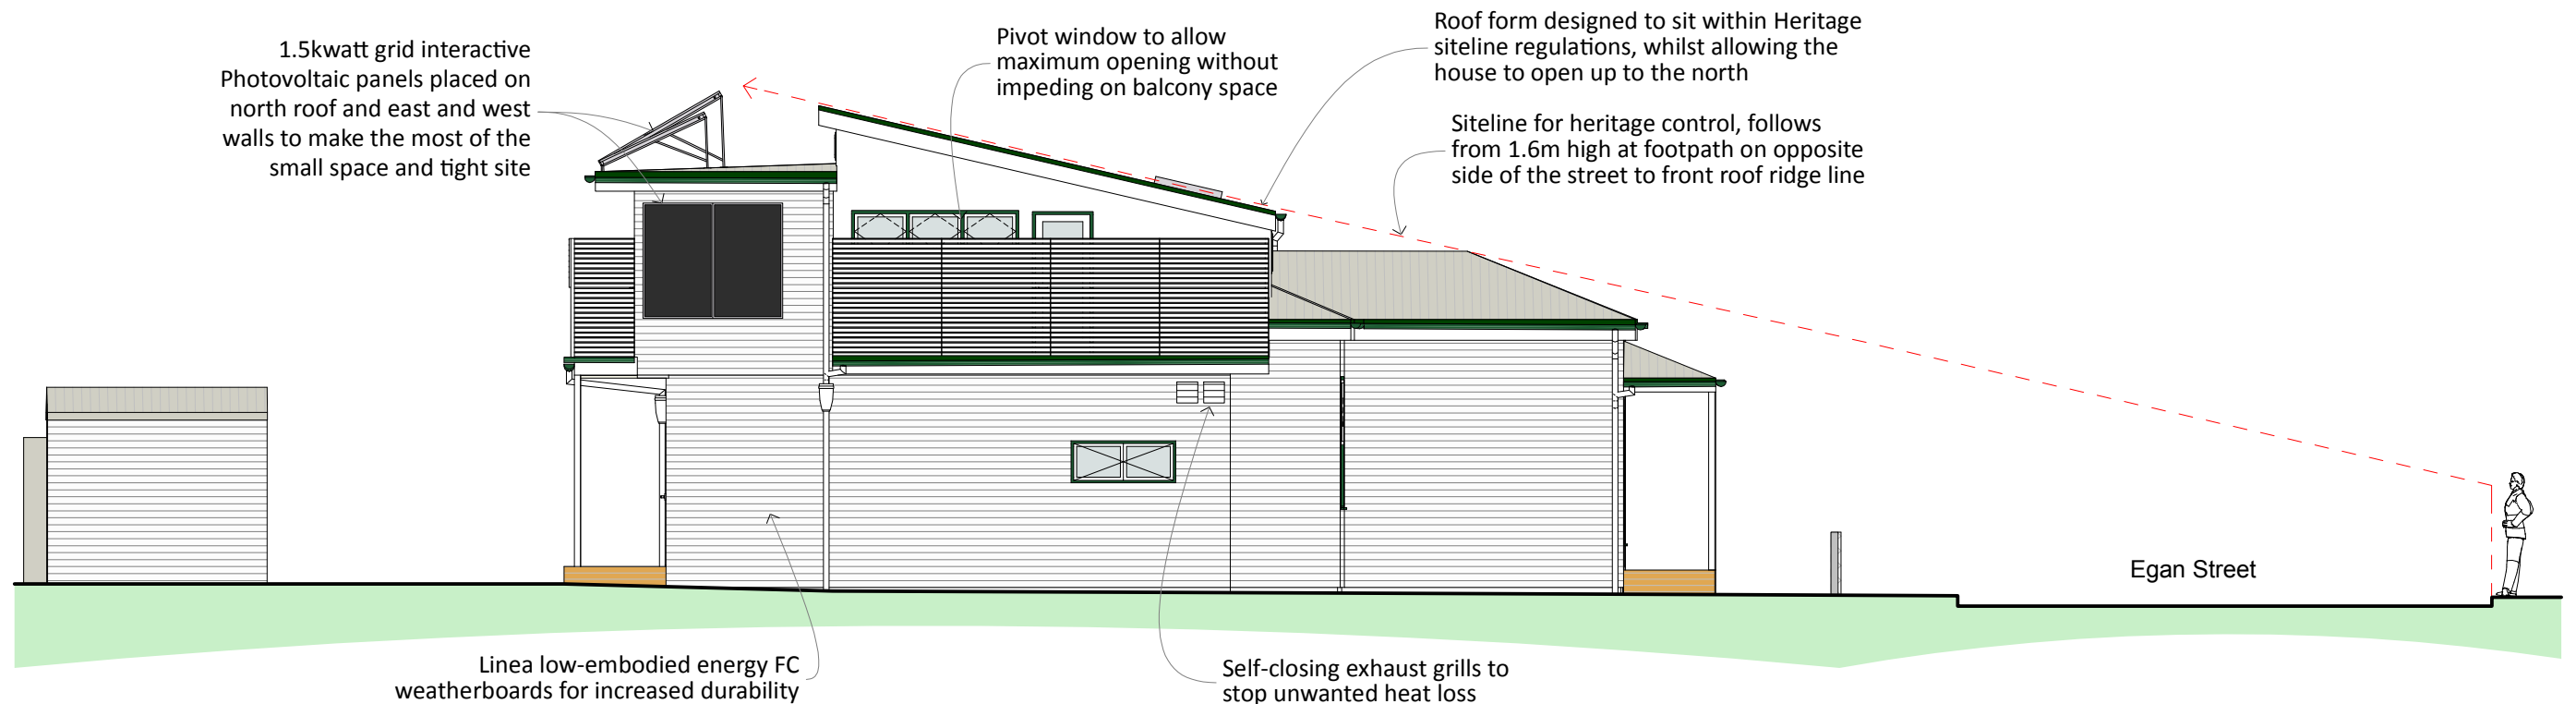 1.5kwatt grid interactive
Photovoltaic panels placed on
north roof and east and west
walls to make the most of the
small space and tight site
Pivot window to allow
maximum opening without
impeding on balcony space
Roof form designed to sit within Heritage
siteline regulations, whilst allowing the
house to open up to the north
Siteline for heritage control, follows
from 1.6m high at footpath on opposite
side of the street to front roof ridge line
Egan Street
Linea low-embodied energy FC
weatherboards for increased durability
Self-closing exhaust grills to
stop unwanted heat loss